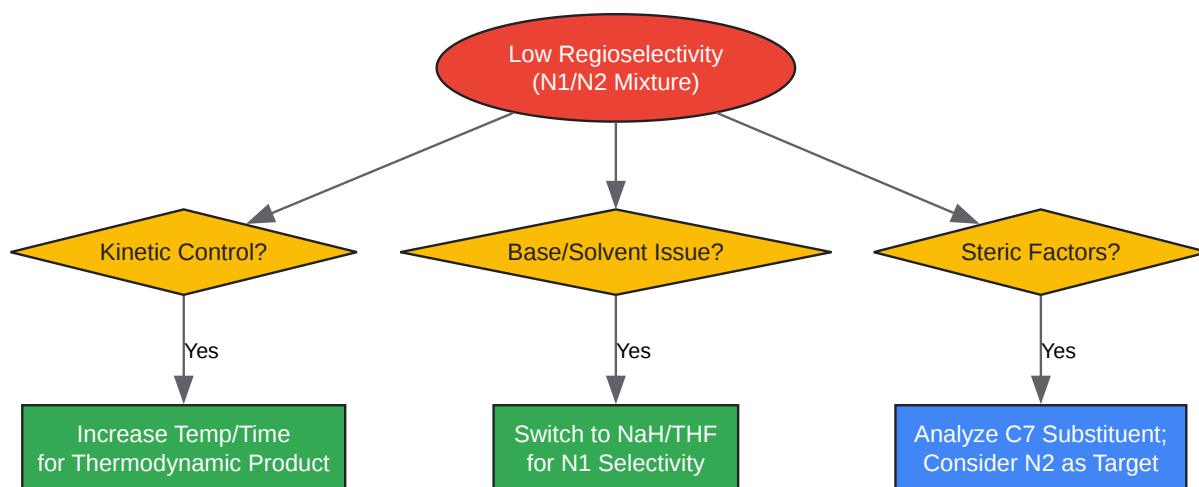 Low Regioselectivity
(N1/N2 Mixture)
Kinetic Control?
Base/Solvent Issue?
Steric Factors?
Yes
Yes
Yes
Increase Temp/Time
for Thermodynamic Product
Switch to NaH/THF
for N1 Selectivity
Analyze C7 Substituent;
Consider N2 as Target